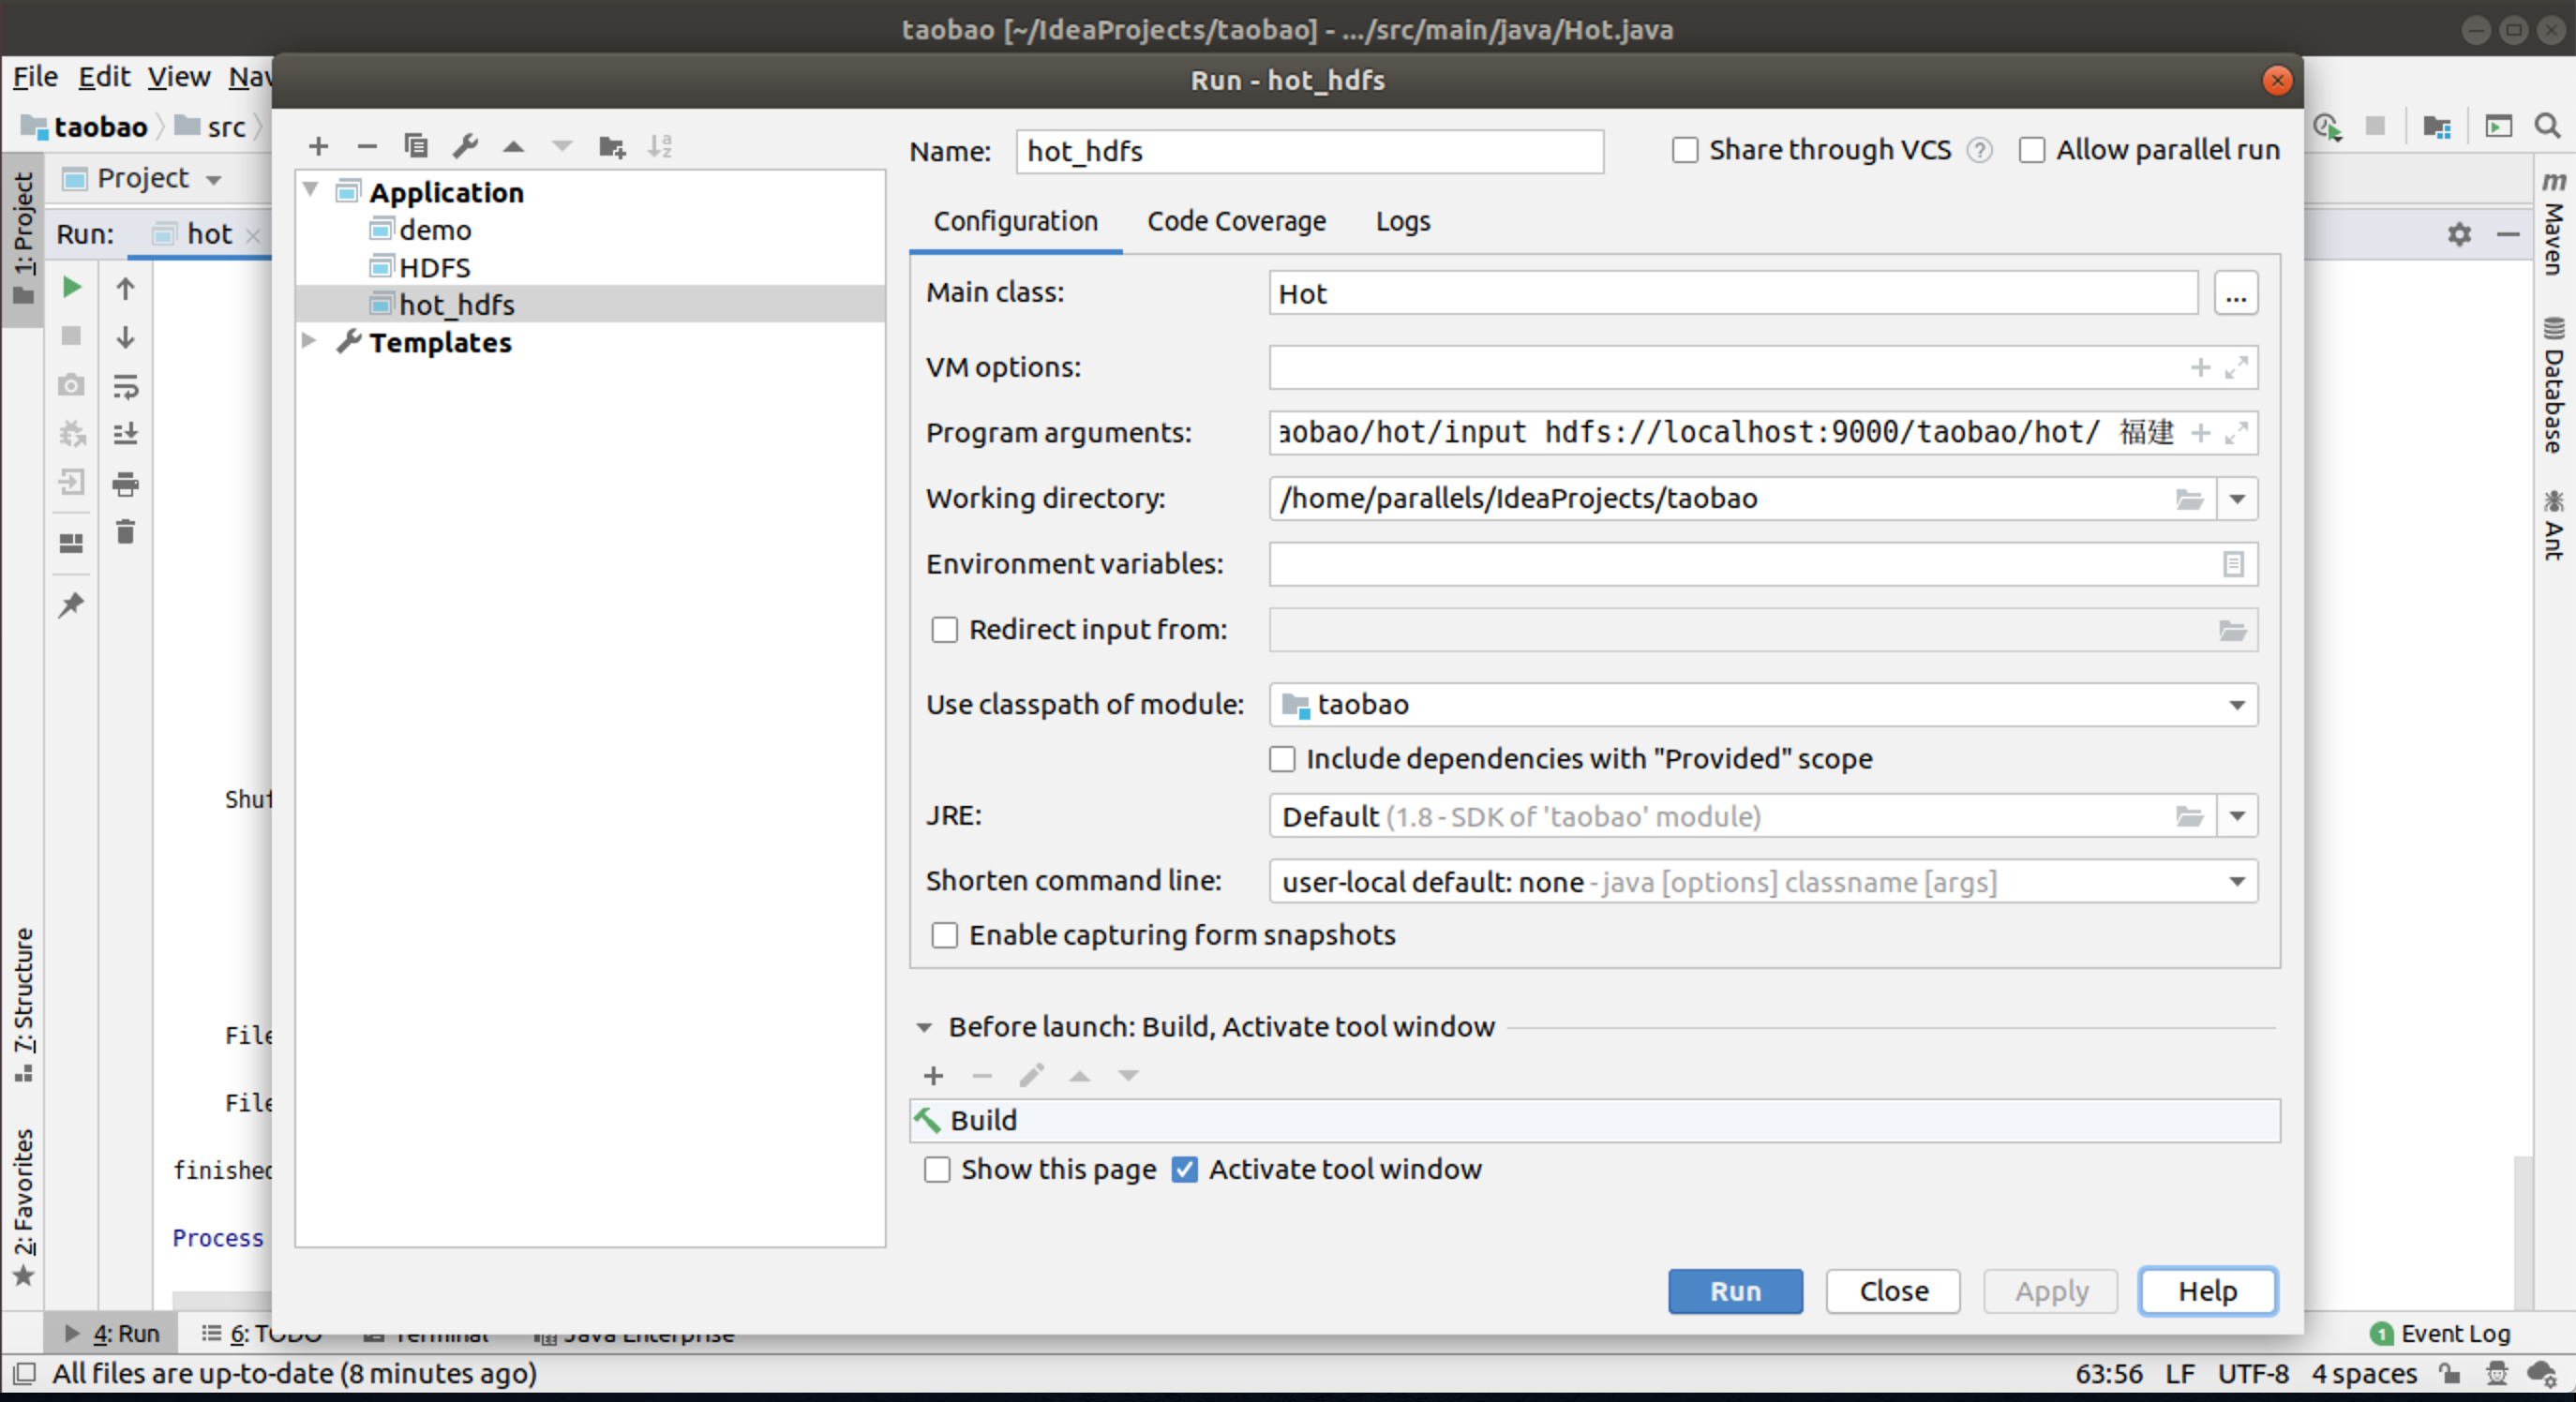 taobao [~/IdeaProjects/taobao] - .../src/main/java/Hot.java
File Edit View Nav
Run - hot_hdfs
taobao src
Name: hot_hdfs Share through VCS ? Allow parallel run
Project
Run: hot
1: Project
7: Structure
2: Favorites
Application
demo
HDFS
hot_hdfs
Templates
Configuration Code Coverage Logs
Main class: Hot ...
VM options:
Program arguments: aobao/hot/input hdfs://localhost:9000/taobao/hot/ 福建
Working directory: /home/parallels/IdeaProjects/taobao
Environment variables:
Redirect input from:
Use classpath of module: taobao
Include dependencies with "Provided" scope
JRE: Default (1.8 - SDK of 'taobao' module)
Shorten command line: user-local default: none - java [options] classname [args]
Enable capturing form snapshots
Before launch: Build, Activate tool window
Build
Show this page Activate tool window
Run Close Apply Help
Shuf
File
File
finished
Process
m Maven
Database
Ant
4: Run 6: TODO Terminal Java Enterprise 1 Event Log
All files are up-to-date (8 minutes ago) 63:56 LF UTF-8 4 spaces